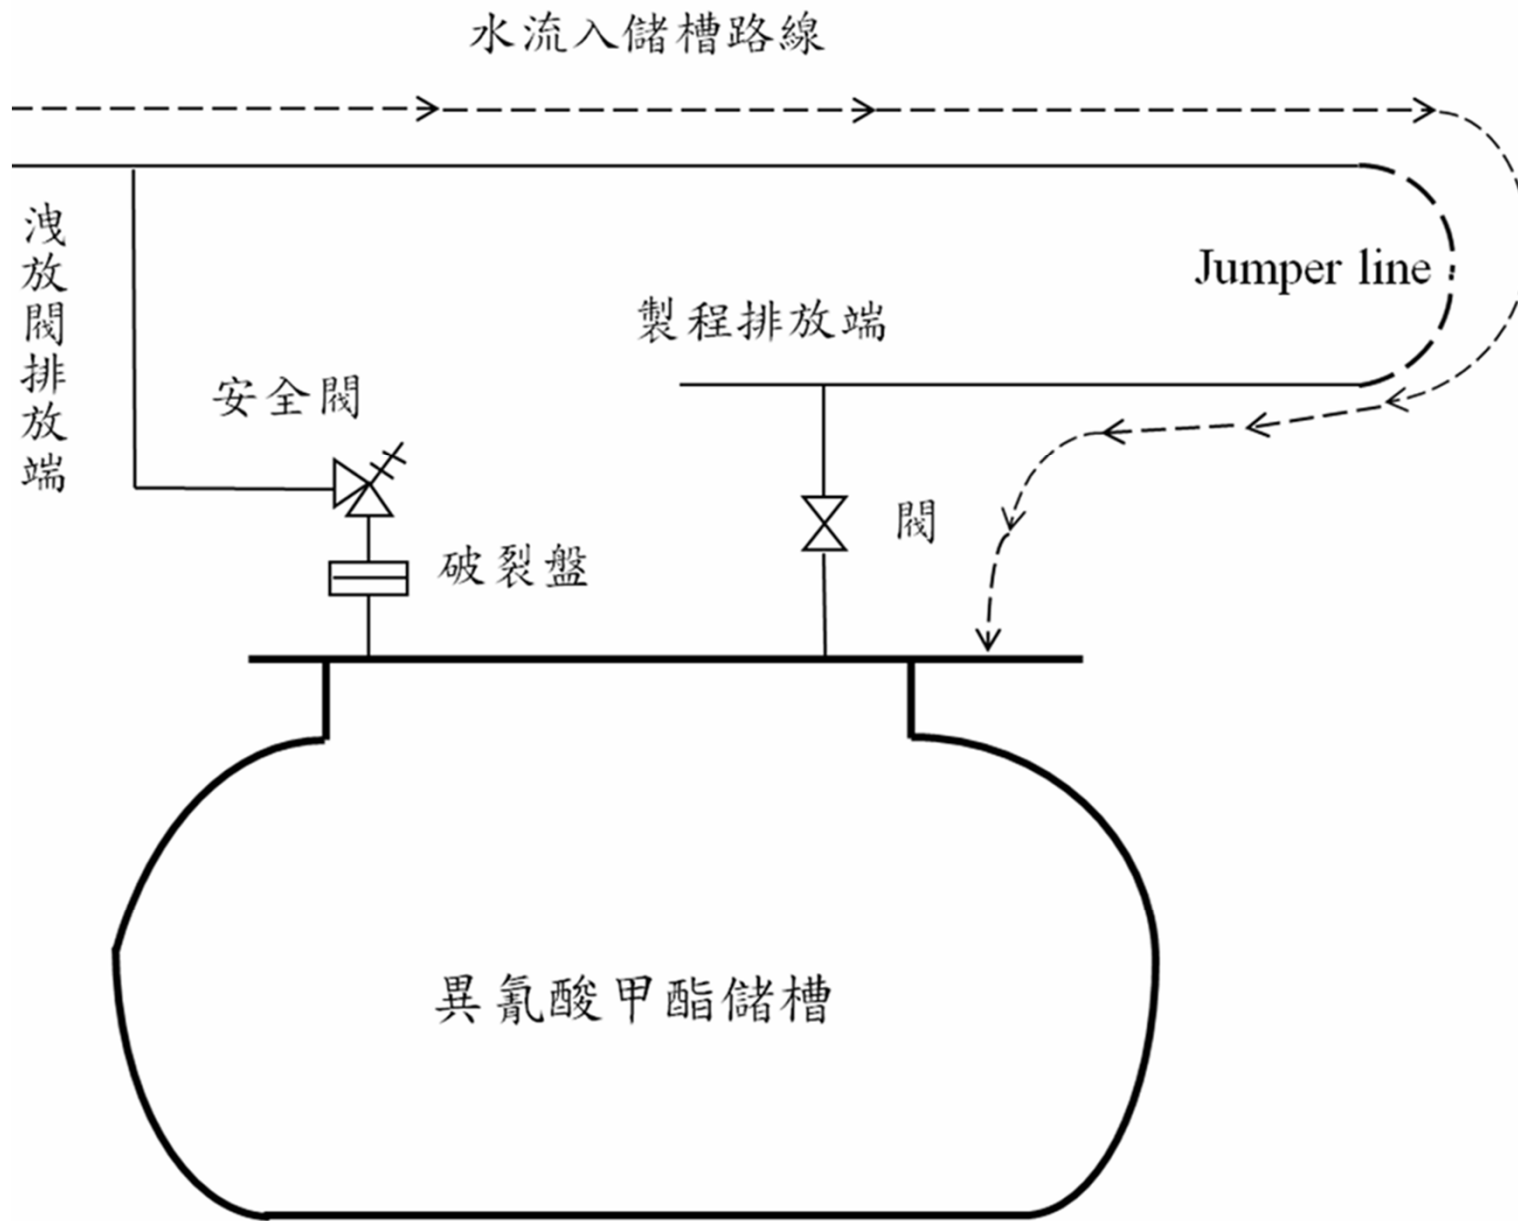 水流入儲槽路線
洩放閥排放端
Jumper line
製程排放端
安全閥
閥
破裂盤
異氰酸甲酯儲槽